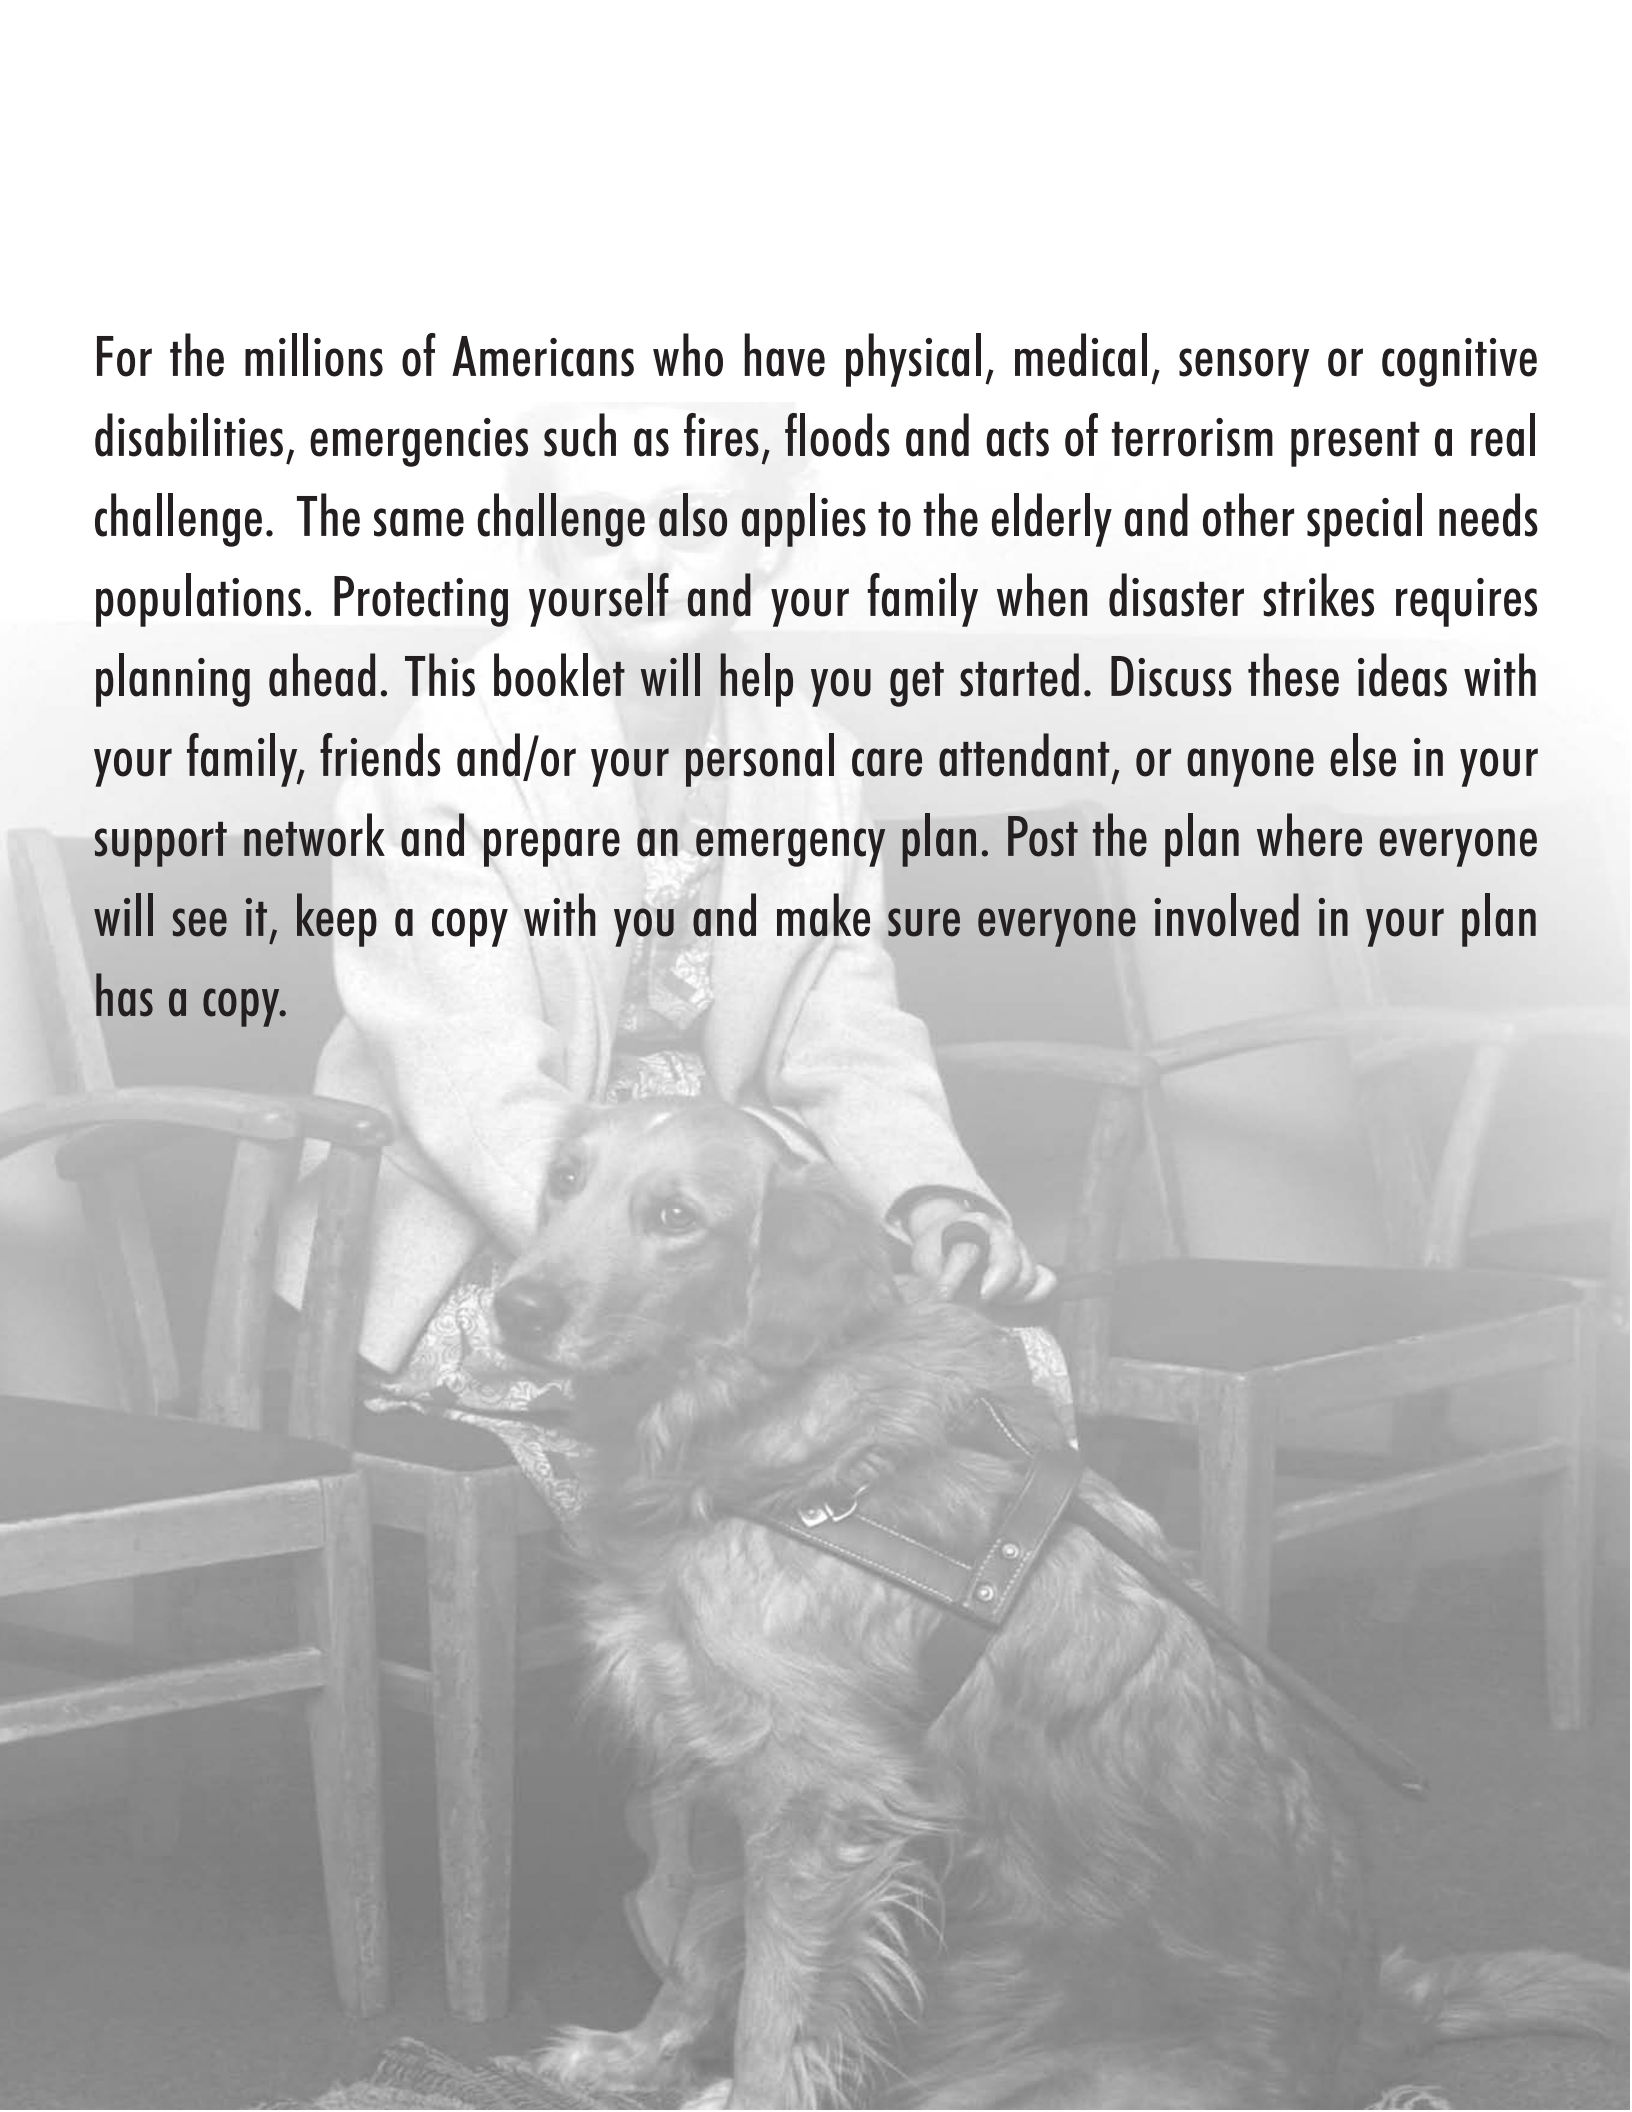 For the millions of Americans who have physical, medical, sensory or cognitive
disabilities, emergencies such as fires, floods and acts of terrorism present a real
challenge.  The same challenge also applies to the elderly and other special needs
populations. Protecting yourself and your family when disaster strikes requires
planning ahead. This booklet will help you get started. Discuss these ideas with
your family, friends and/or your personal care attendant, or anyone else in your
support network and prepare an emergency plan. Post the plan where everyone
will see it, keep a copy with you and make sure everyone involved in your plan
has a copy.